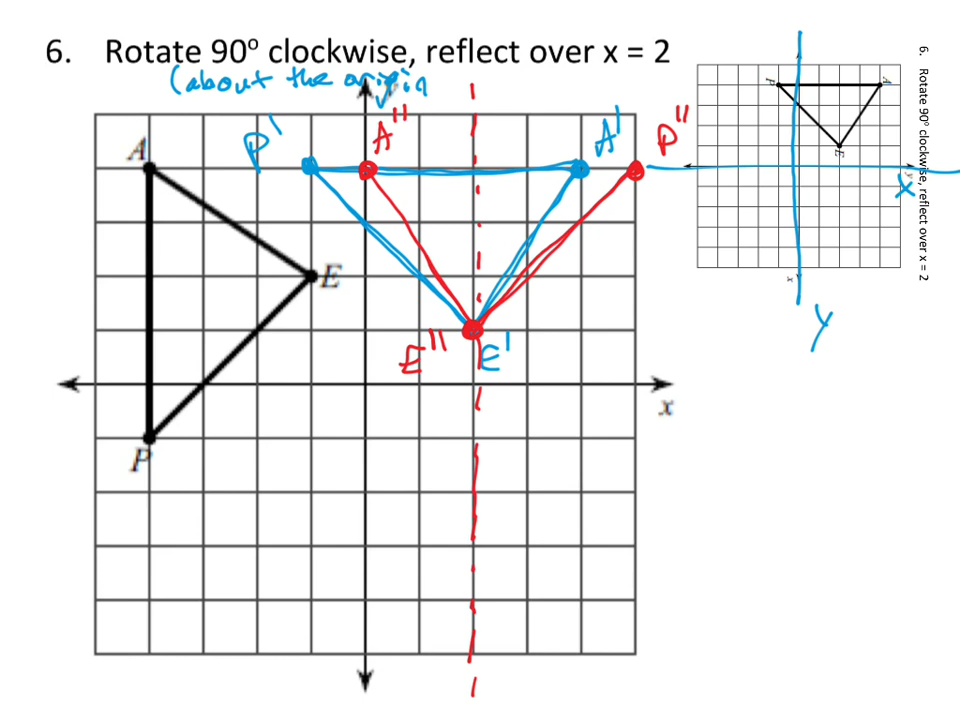 6. Rotate 90° clockwise, reflect over x = 2
(about the origin
y
P'
A''
A'
P''
A
E
E''
E'
x
P
6. Rotate 90° clockwise, reflect over x = 2
P
A
E
y
X
x
Y